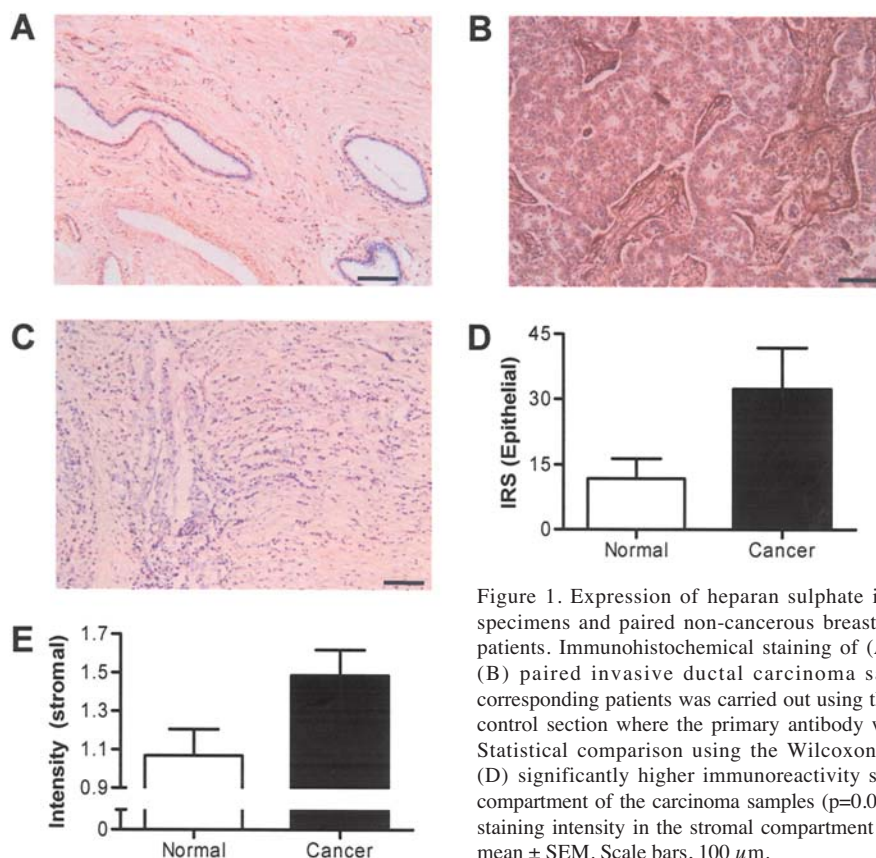 A
B
C
D
45
30
15
0
IRS (Epithelial)
Normal Cancer
E
1.7
1.5
1.3
1.1
0.9
0
Intensity (stromal)
Normal Cancer
Figure 1. Expression of heparan sulphate
specimens and paired non-cancerous breast
patients. Immunohistochemical staining of
(B) paired invasive ductal carcinoma
corresponding patients was carried out using
control section where the primary antibody
Statistical comparison using the Wilcoxon
(D) significantly higher immunoreactivity
compartment of the carcinoma samples (p=0.0
staining intensity in the stromal compartment
mean ± SEM. Scale bars, 100 μm.